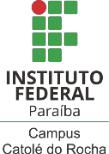 INSTITUTO
FEDERAL
Paraíba
Campus
Catolé do Rocha